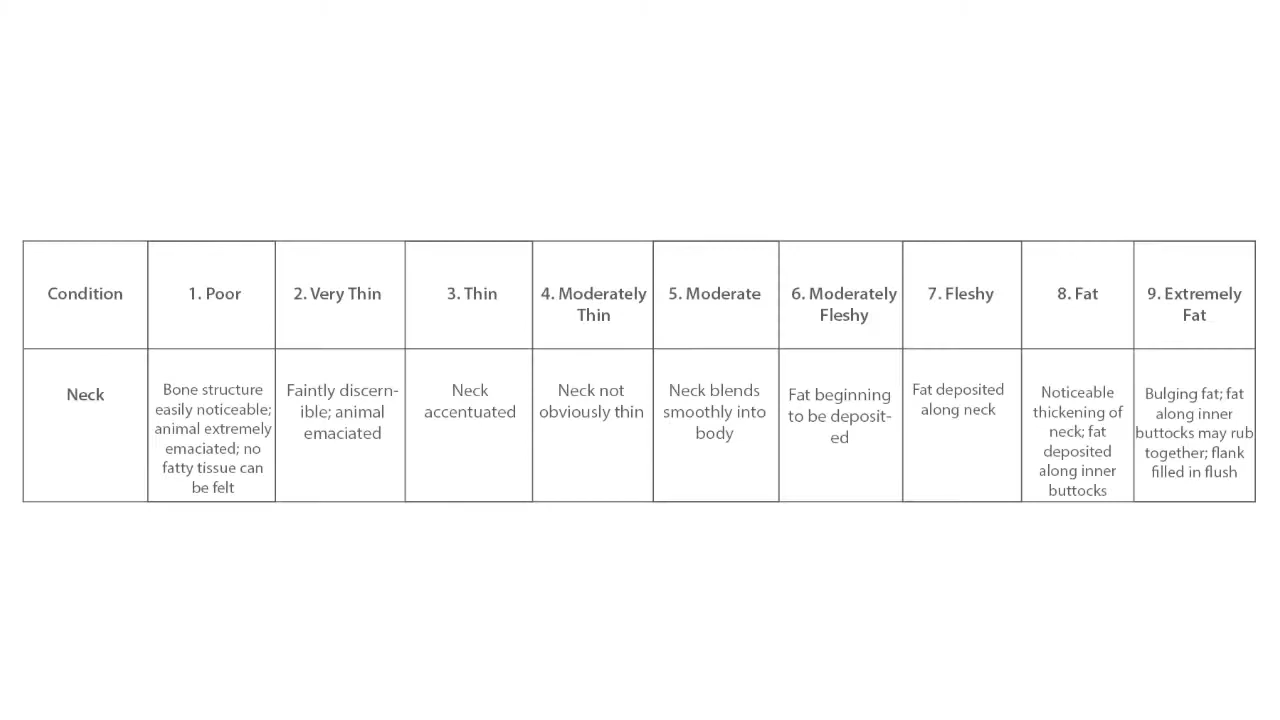 Condition
1. Poor
2. Very Thin
3. Thin
4. Moderately
Thin
5. Moderate
6. Moderately
Fleshy
7. Fleshy
8. Fat
9. Extremely
Fat
Neck
Bone structure
easily noticeable;
animal extremely
emaciated; no
fatty tissue can
be felt
Faintly discern-
ible; animal
emaciated
Neck
accentuated
Neck not
obviously thin
Neck blends
smoothly into
body
Fat beginning
to be deposit-
ed
Fat deposited
along neck
Noticeable
thickening of
neck; fat
deposited
along inner
buttocks
Bulging fat; fat
along inner
buttocks may rub
together; flank
filled in flush